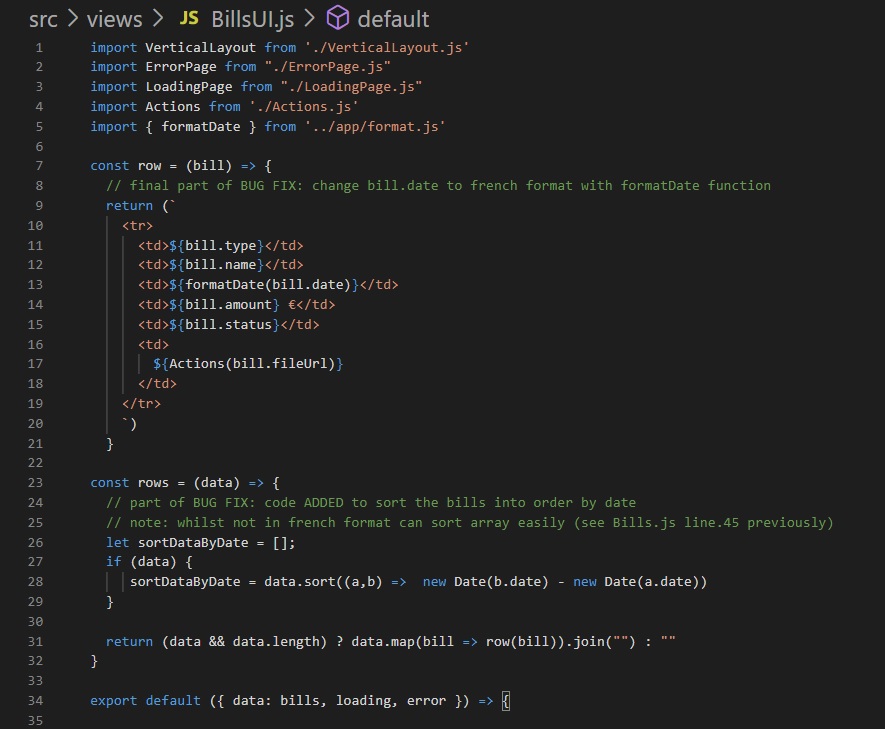 src > views > JS BillsUI.js > default
1 import VerticalLayout from './VerticalLayout.js'
2 import ErrorPage from "./ErrorPage.js"
3 import LoadingPage from "./LoadingPage.js"
4 import Actions from './Actions.js'
5 import { formatDate } from '../app/format.js'
6
7 const row = (bill) => {
8   // final part of BUG FIX: change bill.date to french format with formatDate function
9   return (`
10     <tr>
11       <td>${bill.type}</td>
12       <td>${bill.name}</td>
13       <td>${formatDate(bill.date)}</td>
14       <td>${bill.amount} €</td>
15       <td>${bill.status}</td>
16       <td>
17         ${Actions(bill.fileUrl)}
18       </td>
19     </tr>
20     `)
21   }
22
23 const rows = (data) => {
24   // part of BUG FIX: code ADDED to sort the bills into order by date
25   // note: whilst not in french format can sort array easily (see Bills.js line.45 previously)
26   let sortDataByDate = [];
27   if (data) {
28      sortDataByDate = data.sort((a,b) =>  new Date(b.date) - new Date(a.date))
29   }
30
31   return (data && data.length) ? data.map(bill => row(bill)).join("") : ""
32 }
33
34 export default ({ data: bills, loading, error }) => {
35